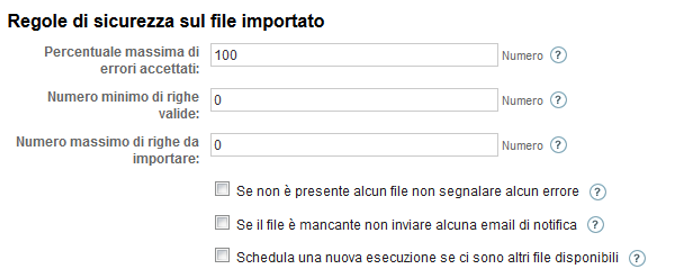 Regole di sicurezza sul file importato
Percentuale massima di
errori accettati:
100
Numero
?
Numero minimo di righe
valide:
0
Numero
?
Numero massimo di righe da
importare:
0
Numero
?
Se non è presente alcun file non segnalare alcun errore ?
Se il file è mancante non inviare alcuna email di notifica ?
Schedula una nuova esecuzione se ci sono altri file disponibili ?